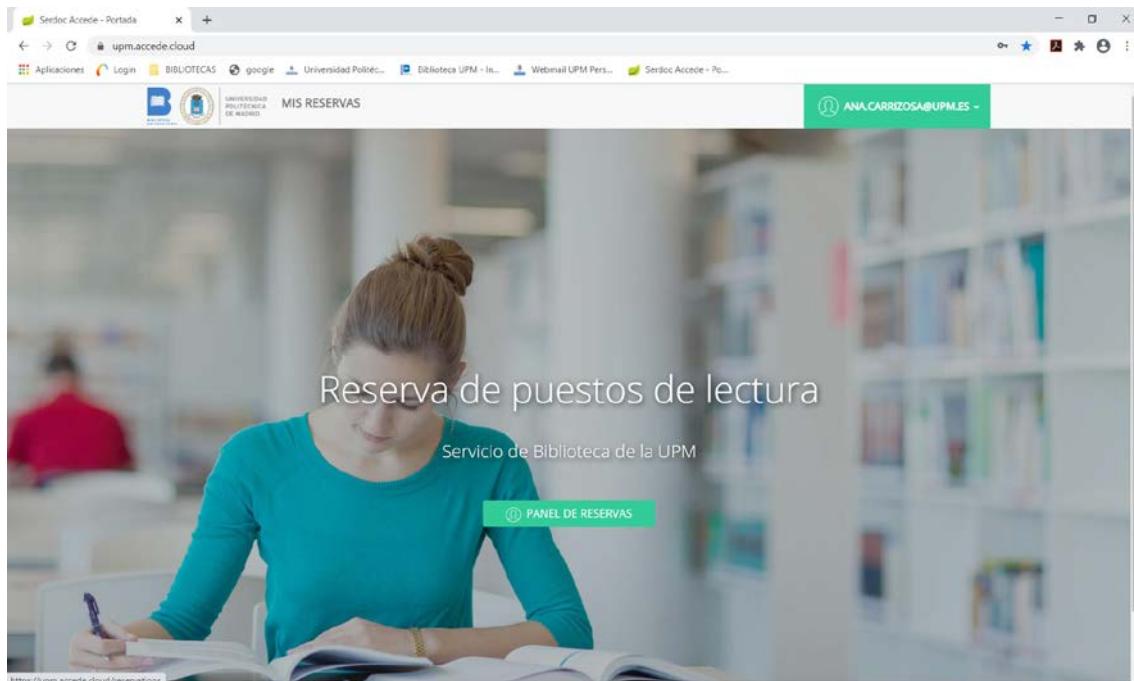 Serdoc Accede - Portada
upm.accede.cloud
Aplicaciones Login BIBLIOTECAS google Universidad Politéc... Biblioteca UPM - In... Webmail UPM Pers... Serdoc Accede - Po...
UNIVERSIDAD
POLITÉCNICA
DE MADRID
MIS RESERVAS
ANA.CARRIZOSA@UPM.ES
Reserva de puestos de lectura
Servicio de Biblioteca de la UPM
PANEL DE RESERVAS